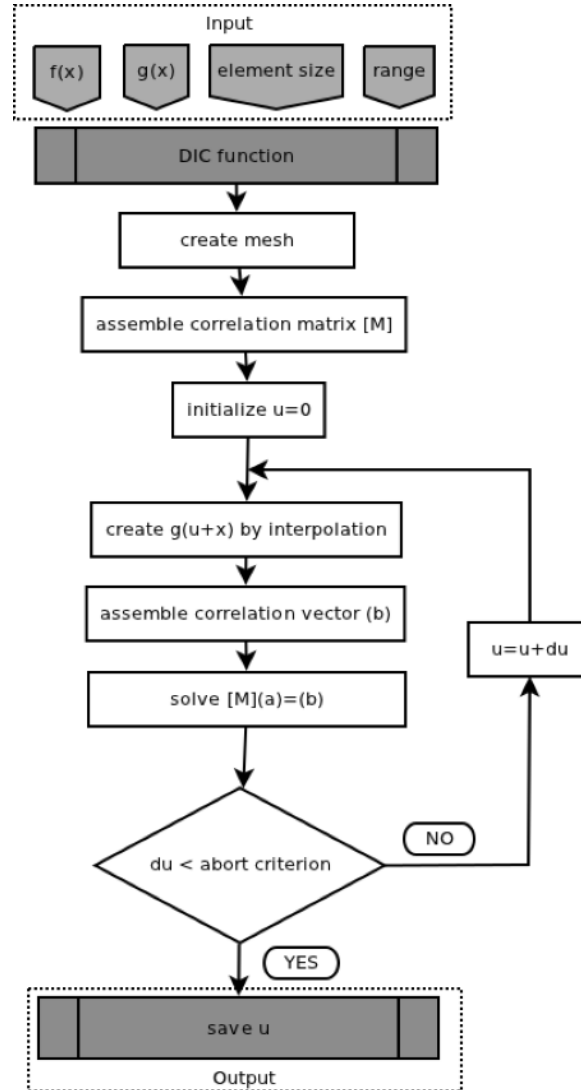 Input
f(x)
g(x)
element size
range
DIC function
create mesh
assemble correlation matrix [M]
initialize u=0
create g(u+x) by interpolation
assemble correlation vector (b)
u=u+du
solve [M](a)=(b)
NO
du < abort criterion
YES
save u
Output